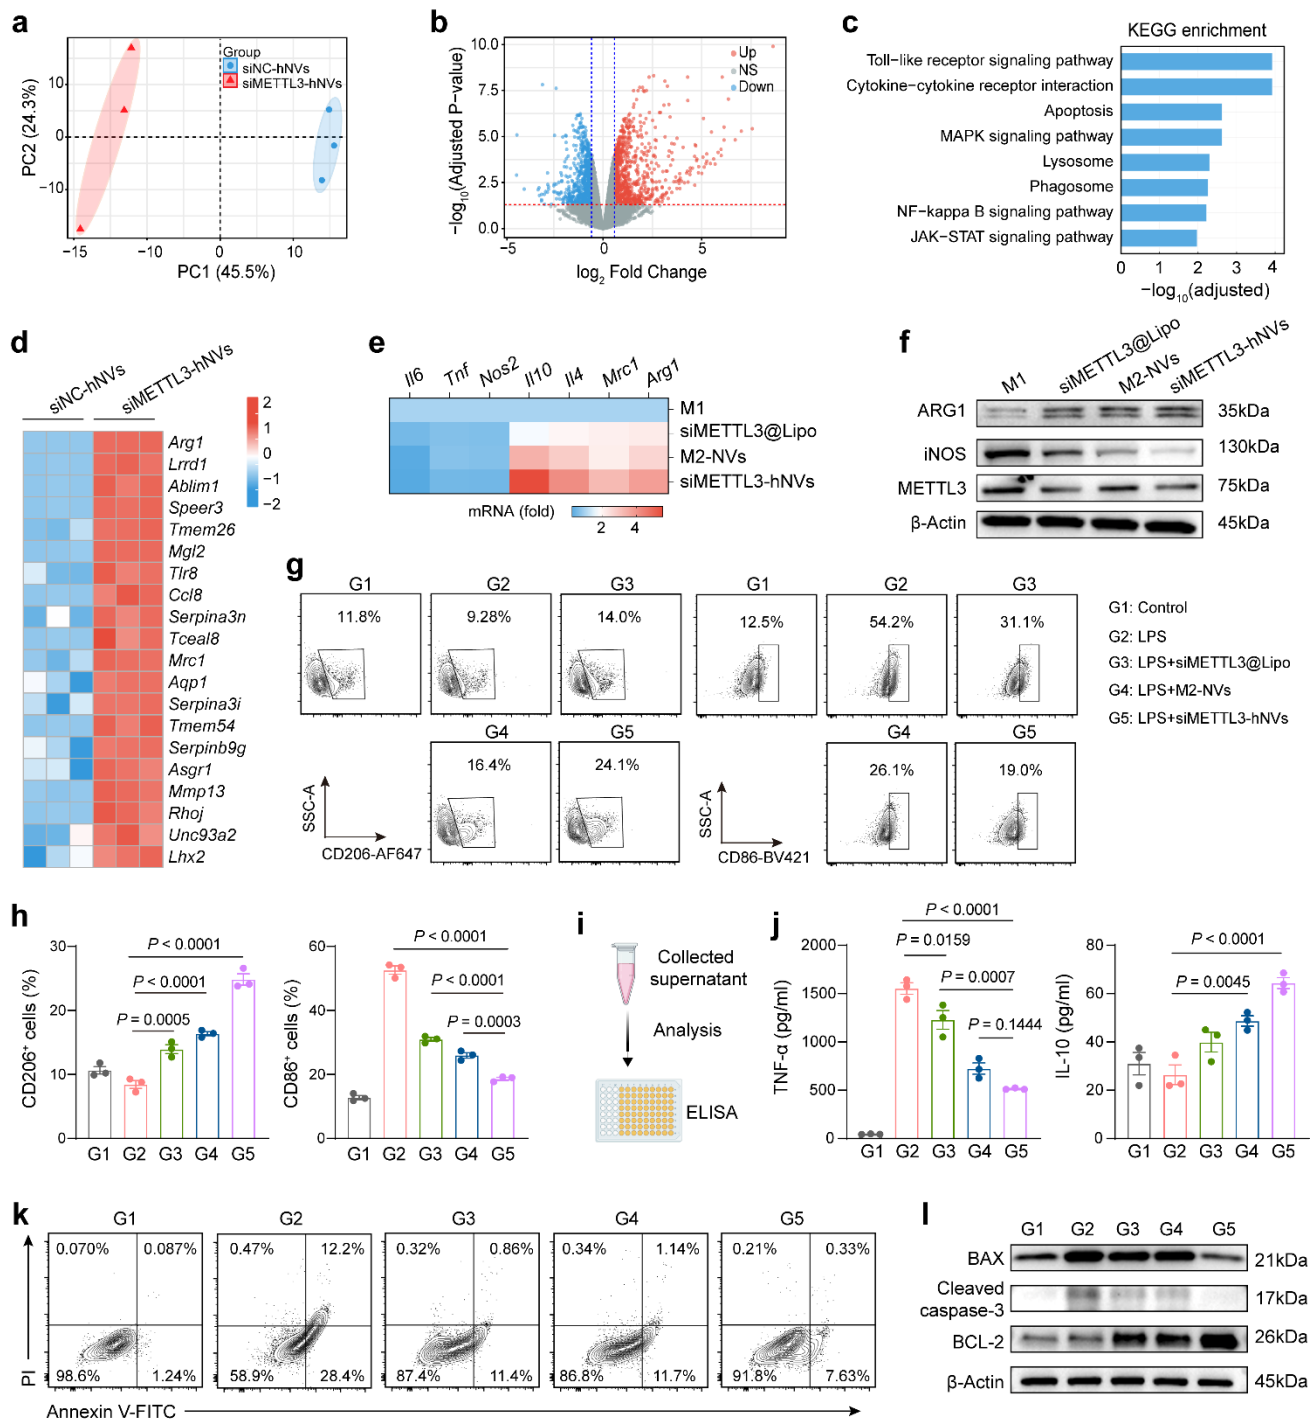 a
Group
siNC-hNVs
siMETTL3-hNVs
10
0
−10
−15
−10
0
10
PC2 (24.3%)
PC1 (45.5%)
b
10.0
7.5
5.0
2.5
0.0
−5
0
5
Up
NS
Down
−log10(Adjusted P-value)
log2 Fold Change
c
KEGG enrichment
Toll−like receptor signaling pathway
Cytokine−cytokine receptor interaction
Apoptosis
MAPK signaling pathway
Lysosome
Phagosome
NF−kappa B signaling pathway
JAK−STAT signaling pathway
0 1 2 3 4
−log10(adjusted)
d
siNC-hNVs
siMETTL3-hNVs
2
1
0
−1
−2
Arg1
Lrrd1
Ablim1
Speer3
Tmem26
Mgl2
Tlr8
Ccl8
Serpina3n
Tceal8
Mrc1
Aqp1
Serpina3i
Tmem54
Serpinb9g
Asgr1
Mmp13
Rhoj
Unc93a2
Lhx2
e
Il6 Tnf Nos2 Il10 Il4 Mrc1 Arg1
M1
siMETTL3@Lipo
M2-NVs
siMETTL3-hNVs
mRNA (fold)
2 4
f
M1 siMETTL3@Lipo M2-NVs siMETTL3-hNVs
ARG1 35kDa
iNOS 130kDa
METTL3 75kDa
β-Actin 45kDa
g
G1 G2 G3 G1 G2 G3
11.8% 9.28% 14.0% 12.5% 54.2% 31.1%
G4 G5 G4 G5
16.4% 24.1% 26.1% 19.0%
SSC-A
CD206-AF647
SSC-A
CD86-BV421
G1: Control
G2: LPS
G3: LPS+siMETTL3@Lipo
G4: LPS+M2-NVs
G5: LPS+siMETTL3-hNVs
h
P < 0.0001
P < 0.0001
P = 0.0005
30
20
10
0
CD206+ cells (%)
G1 G2 G3 G4 G5
P < 0.0001
P < 0.0001
P = 0.0003
60
40
20
0
CD86+ cells (%)
G1 G2 G3 G4 G5
i
Collected
supernatant
Analysis
ELISA
j
P < 0.0001
P = 0.0159
P = 0.0007
P = 0.1444
2000
1500
1000
500
0
TNF-α (pg/ml)
G1 G2 G3 G4 G5
P < 0.0001
P = 0.0045
80
60
40
20
0
IL-10 (pg/ml)
G1 G2 G3 G4 G5
k
G1 G2 G3 G4 G5
0.070% 0.087% 0.47% 12.2% 0.32% 0.86% 0.34% 1.14% 0.21% 0.33%
98.6% 1.24% 58.9% 28.4% 87.4% 11.4% 86.8% 11.7% 91.8% 7.63%
PI
Annexin V-FITC
l
G1 G2 G3 G4 G5
BAX 21kDa
Cleaved
caspase-3 17kDa
BCL-2 26kDa
β-Actin 45kDa